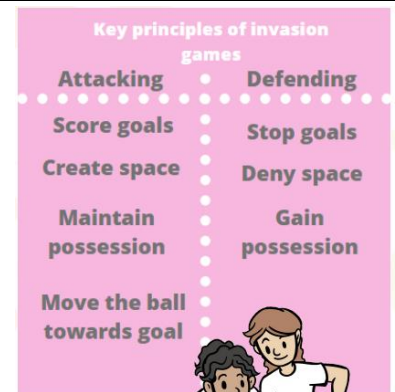 Key principles of invasion
games
Attacking
Defending
Score goals
Stop goals
Create space
Deny space
Maintain
possession
Gain
possession
Move the ball
towards goal